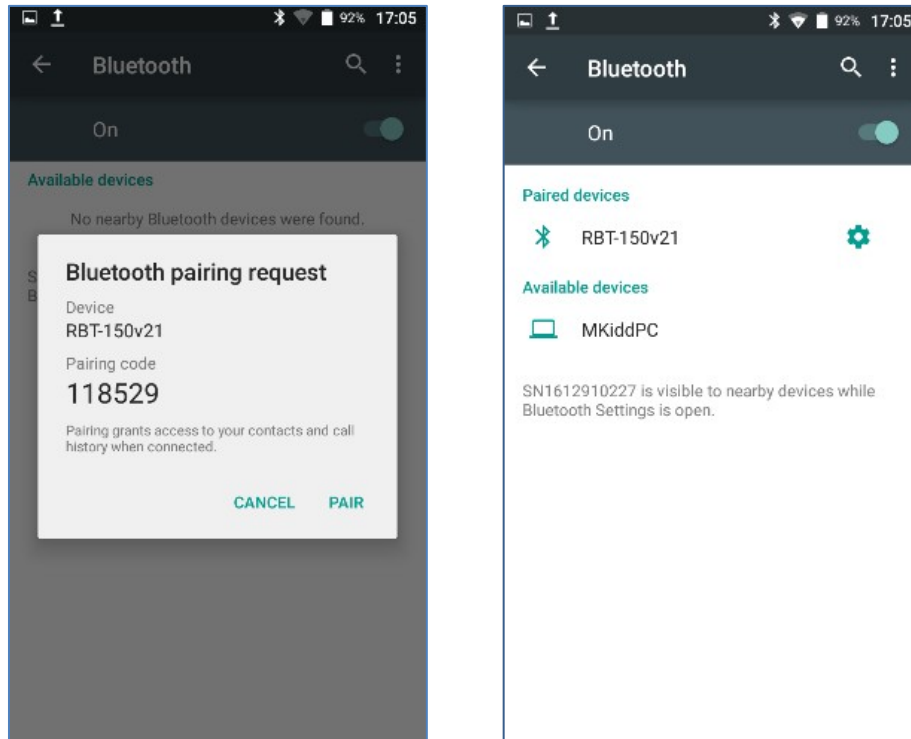 92% 17:05
Bluetooth
On
Available devices
No nearby Bluetooth devices were found.
S
B
Bluetooth pairing request
Device
RBT-150v21
Pairing code
118529
Pairing grants access to your contacts and call
history when connected.
CANCEL PAIR
92% 17:05
Bluetooth
On
Paired devices
RBT-150v21
Available devices
MKiddPC
SN1612910227 is visible to nearby devices while
Bluetooth Settings is open.